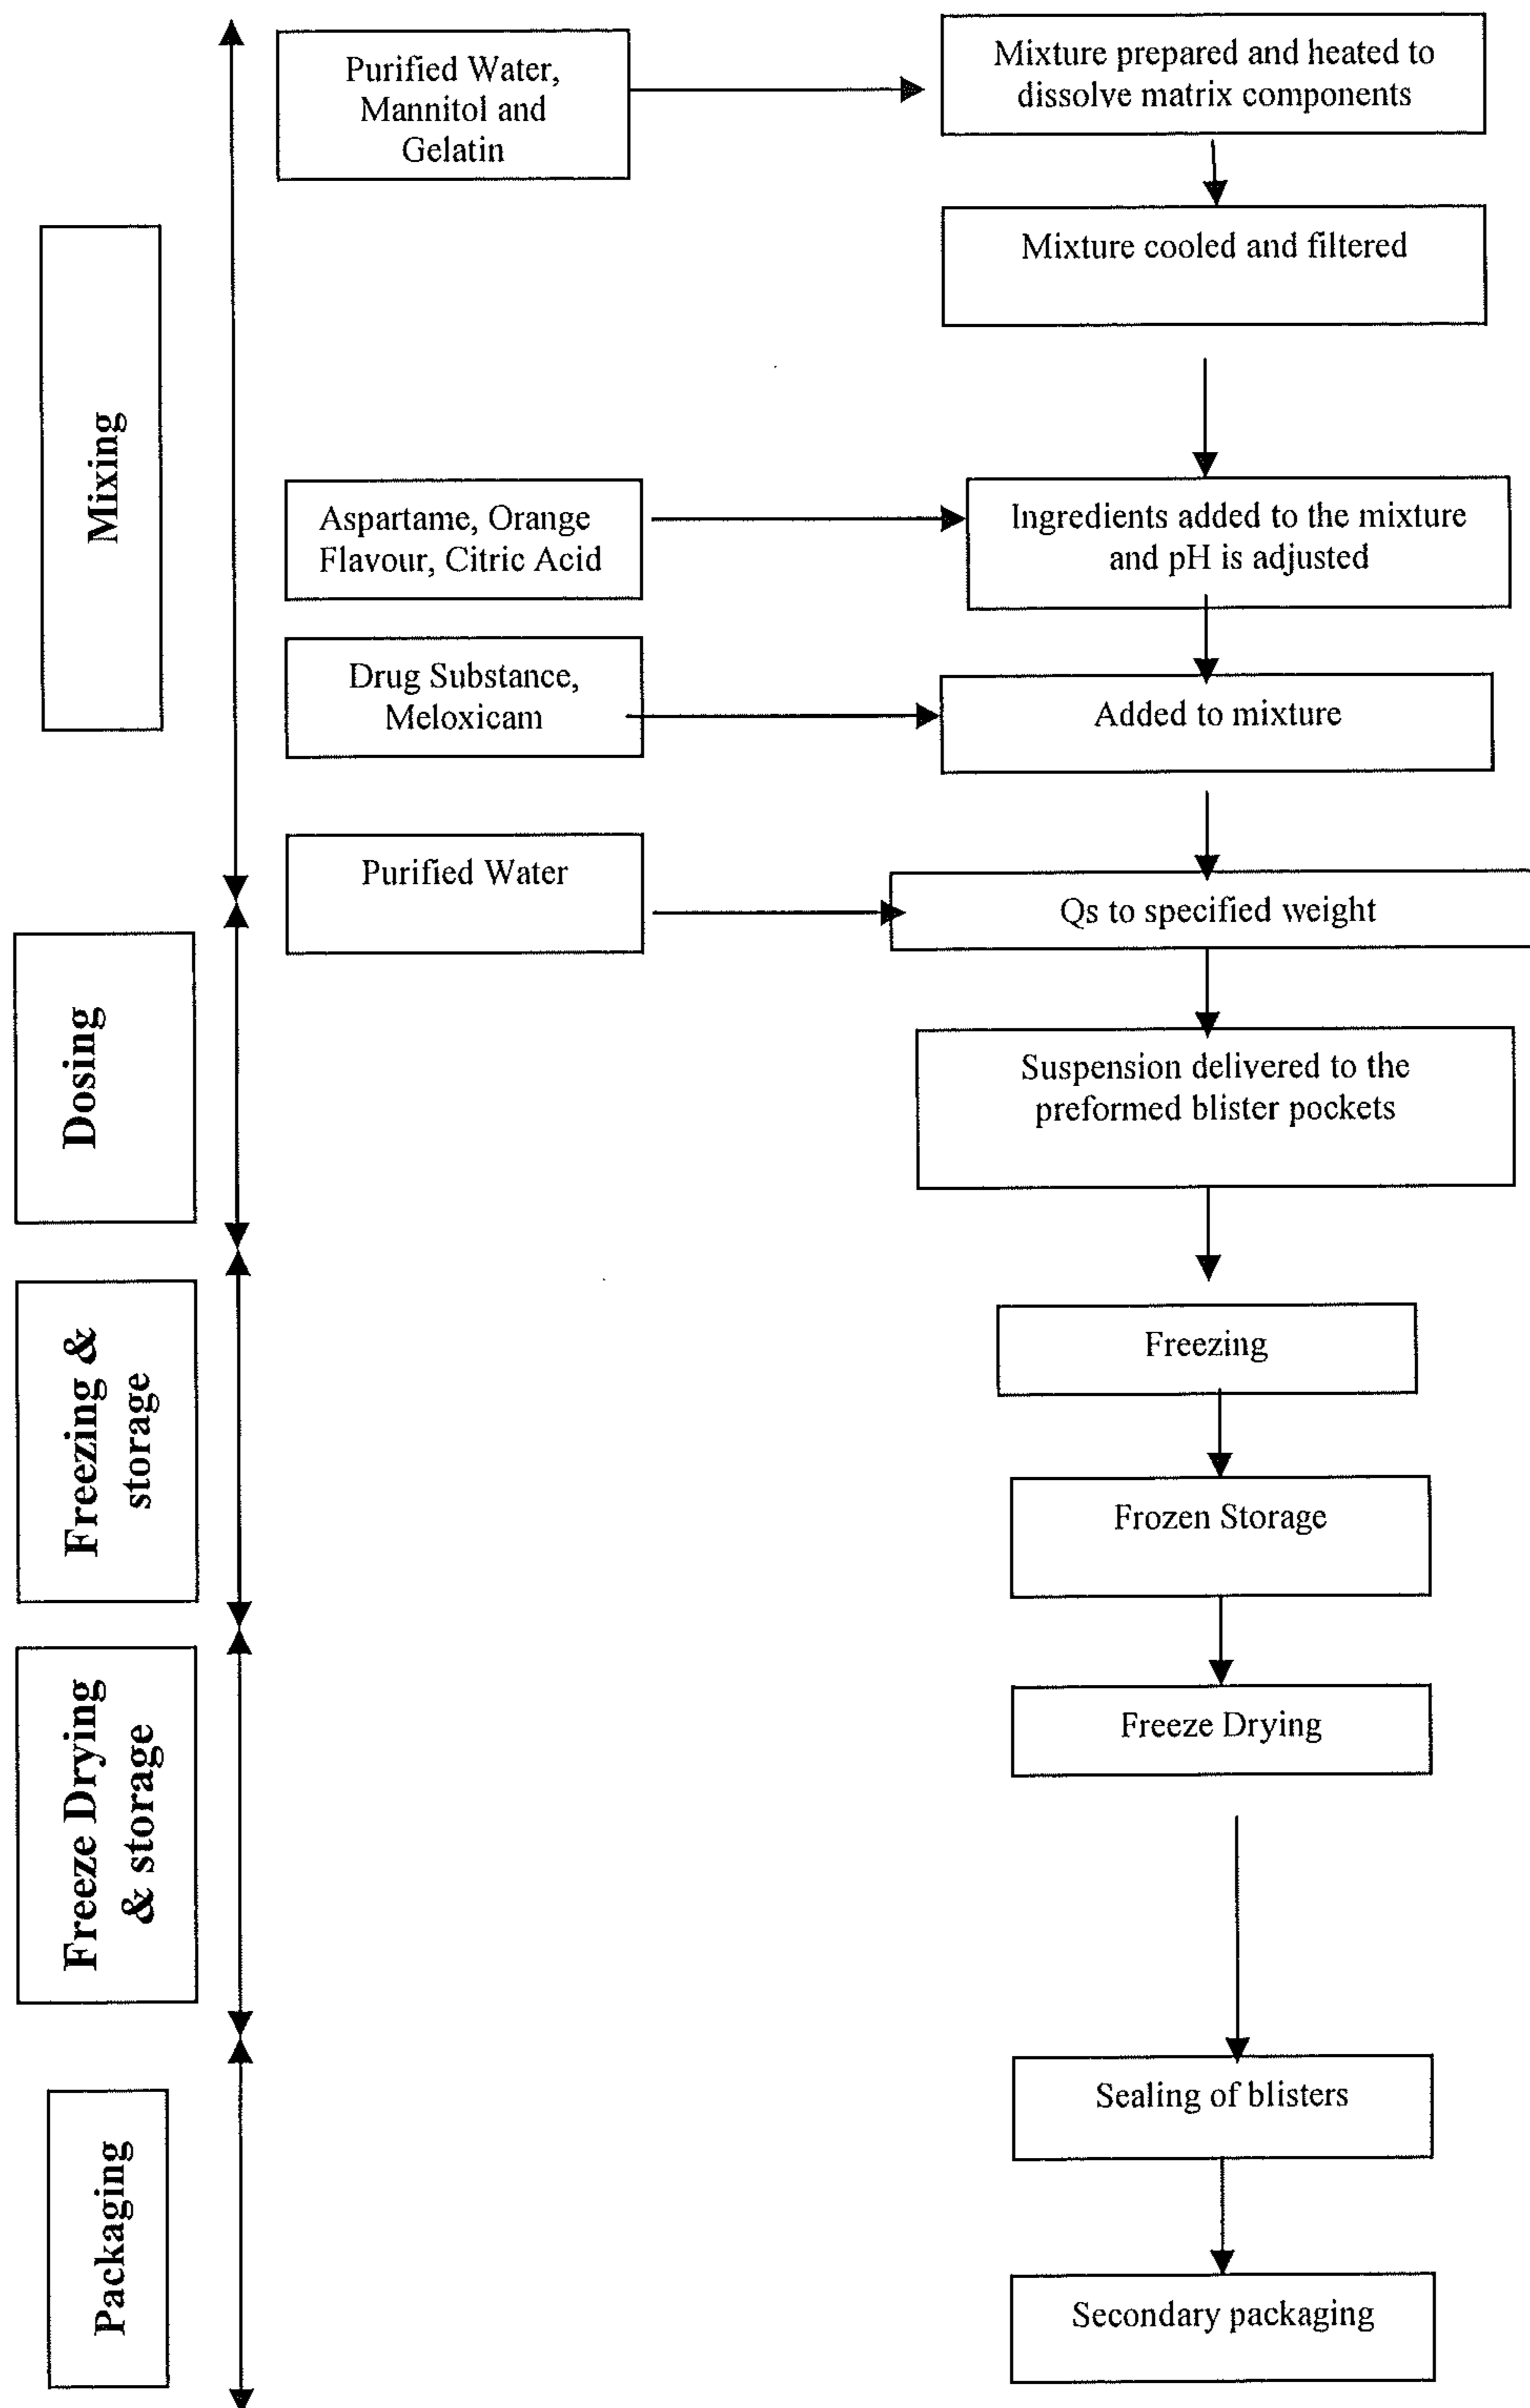 Purified Water,
Mannitol and
Gelatin
Mixture prepared and heated to
dissolve matrix components
Mixture cooled and filtered
Mixing
Aspartame, Orange
Flavour, Citric Acid
Ingredients added to the mixture
and pH is adjusted
Drug Substance,
Meloxicam
Added to mixture
Purified Water
Qs to specified weight
Dosing
Suspension delivered to the
preformed blister pockets
Freezing &
storage
Freezing
Frozen Storage
Freeze Drying
& storage
Freeze Drying
Packaging
Sealing of blisters
Secondary packaging